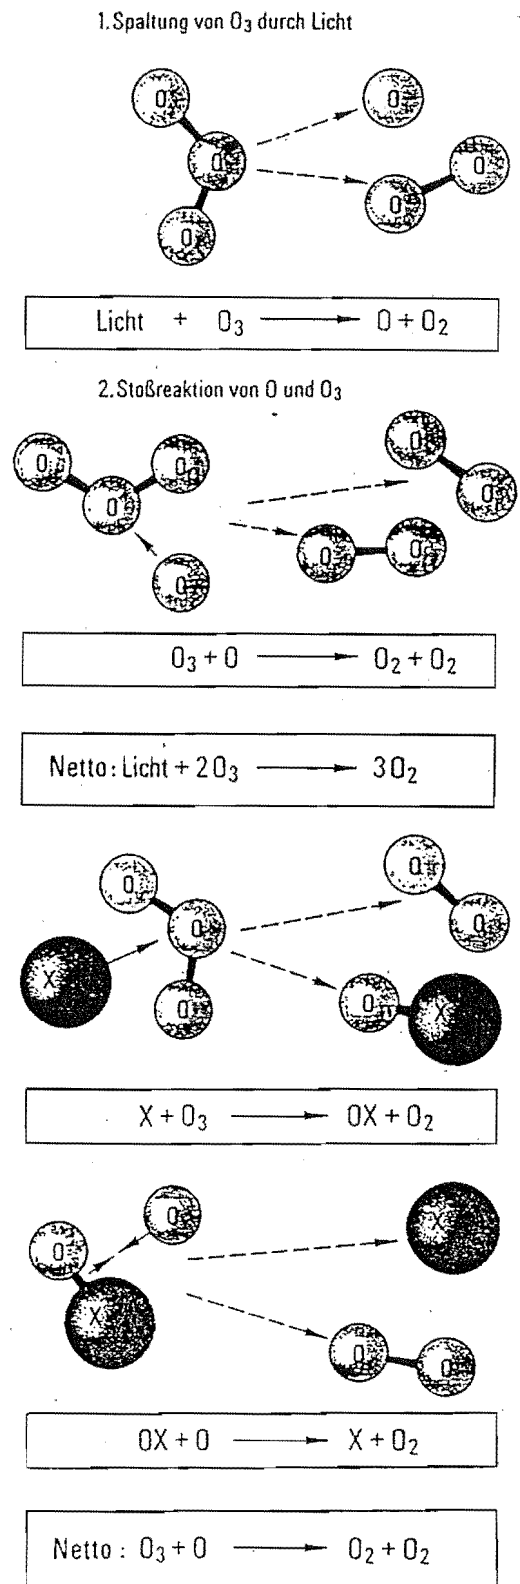 1. Spaltung von O₃ durch Licht
O
O
O
O
O
O
Licht + O₃ ⟶ O + O₂
2. Stoßreaktion von O und O₃
O
O
O
O
O
O
O
O
O₃ + O ⟶ O₂ + O₂
Netto: Licht + 2O₃ ⟶ 3O₂
O
O
O
O
X
O
O
X
O
X + O₃ ⟶ OX + O₂
O
O
X
X
O
O
OX + O ⟶ X + O₂
Netto: O₃ + O ⟶ O₂ + O₂